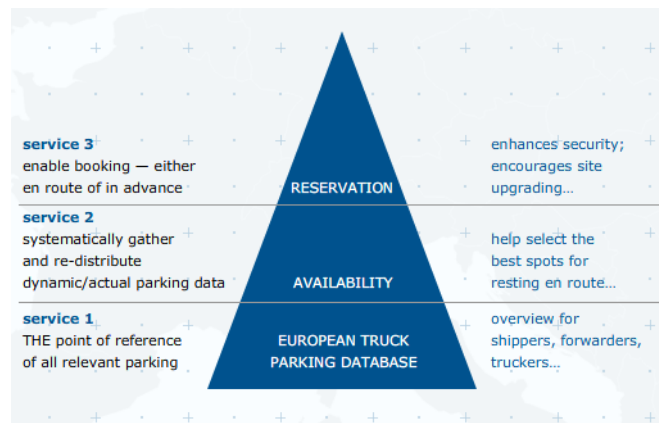 service 3
enable booking — either
en route of in advance
RESERVATION
enhances security;
encourages site
upgrading...
service 2
systematically gather
and re-distribute
dynamic/actual parking data
AVAILABILITY
help select the
best spots for
resting en route...
service 1
THE point of reference
of all relevant parking
EUROPEAN TRUCK
PARKING DATABASE
overview for
shippers, forwarders,
truckers...